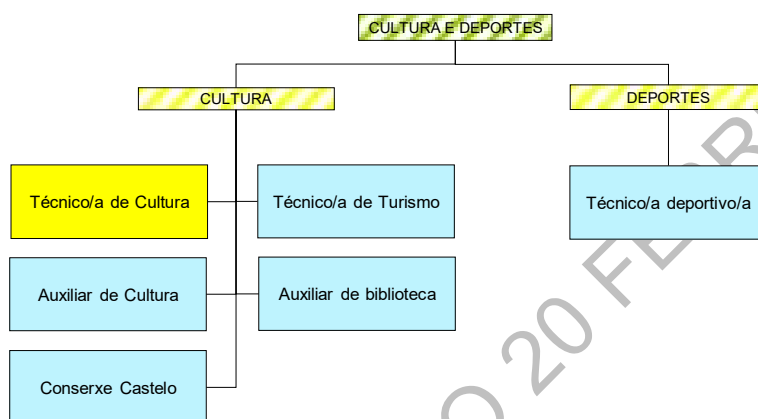 CULTURA E DEPORTES
CULTURA
DEPORTES
Técnico/a de Cultura
Técnico/a de Turismo
Técnico/a deportivo/a
Auxiliar de Cultura
Auxiliar de biblioteca
Conserxe Castelo
20